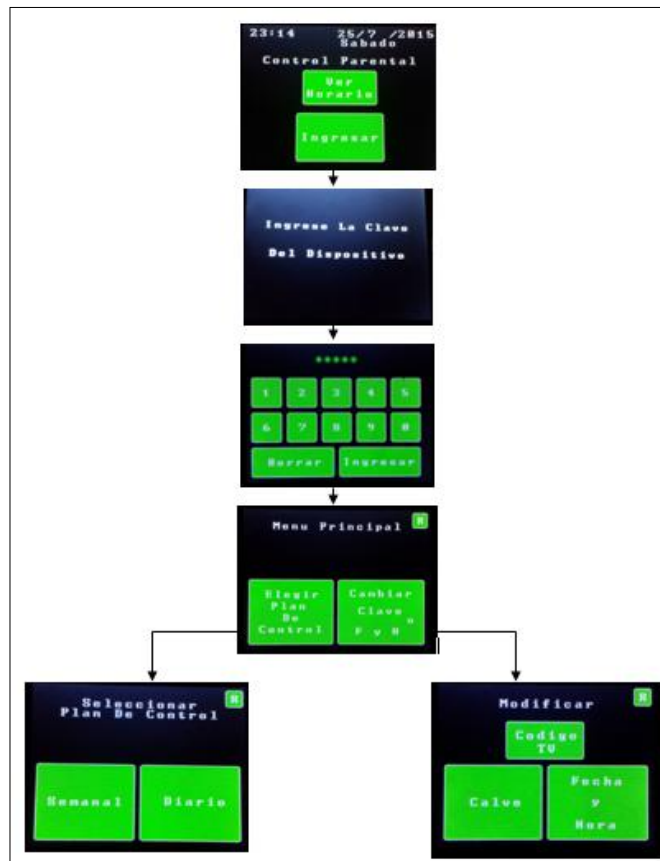 23:14 25/7 /2015
Sabado
Control Parental
Ver
Horario
Ingresar
Ingrese La Clave
Del Dispositivo
*****
1 2 3 4 5
6 7 8 9 0
Borrar Ingresar
Menu Principal R
Elegir
Plan
De
Control
Cambiar
Clave
o
F y H
Seleccionar R
Plan De Control
Semanal Diario
Modificar R
Codigo
TV
Calve
Fecha
y
Hora